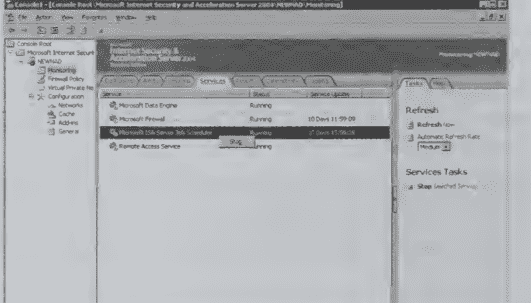 Console1 - [Console Root\Microsoft Internet Security and Acceleration Server 2004\NEWNAD\Monitoring]
File Action View Favorites Window Help
Console Root
Microsoft Internet Securit
NEWNAD
Monitoring
Firewall Policy
Virtual Private Ne
Configuration
Networks
Cache
Add-ins
General
Microsoft
Internet Security &
Acceleration Server 2004
Monitoring NEWNAD
Services
Service
Status
Service Uptime
Microsoft Data Engine
Running
Microsoft Firewall
Running
10 Days 11:59:09
Microsoft ISA Server Job Scheduler
Running
Stop
Remote Access Service
Running
Tasks
Help
Refresh
Refresh Now
Automatic Refresh Rate
Medium
Services Tasks
Stop Selected Service